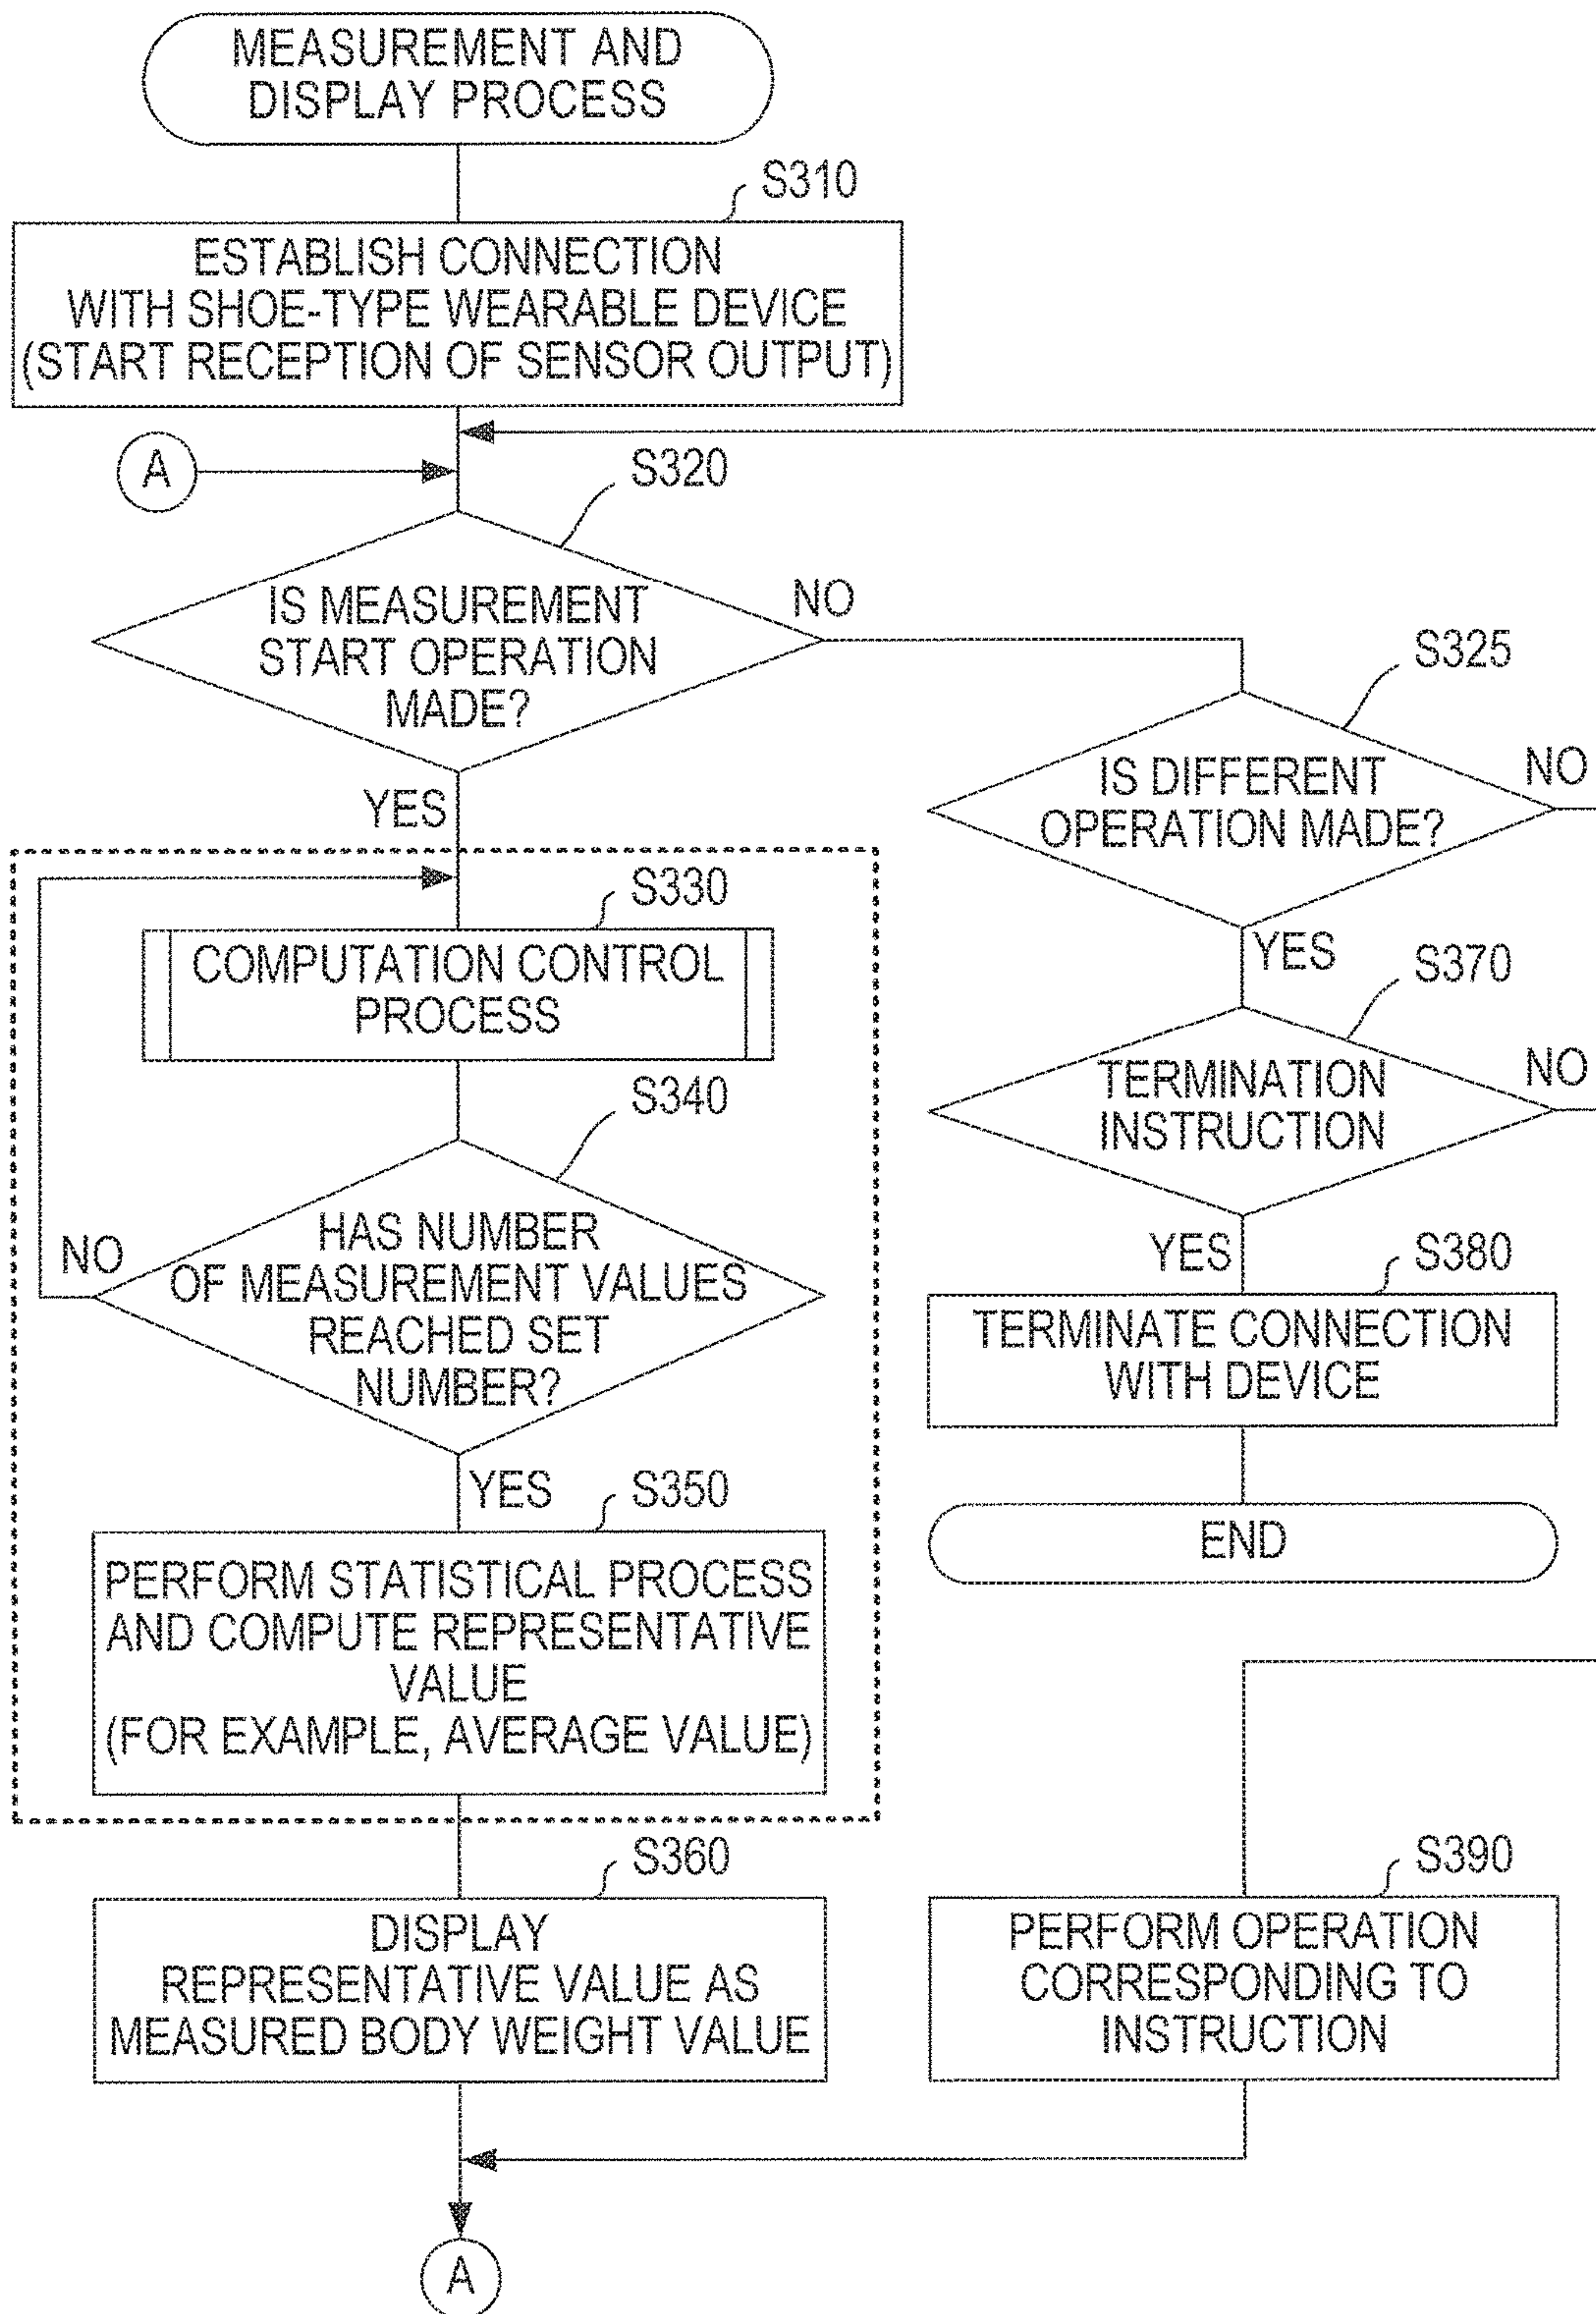 MEASUREMENT AND
DISPLAY PROCESS
S310
ESTABLISH CONNECTION
WITH SHOE-TYPE WEARABLE DEVICE
(START RECEPTION OF SENSOR OUTPUT)
A
S320
IS MEASUREMENT
START OPERATION
MADE?
NO
YES
S325
IS DIFFERENT
OPERATION MADE?
NO
YES
S330
COMPUTATION CONTROL
PROCESS
S340
HAS NUMBER
OF MEASUREMENT VALUES
REACHED SET
NUMBER?
NO
YES
S370
TERMINATION
INSTRUCTION
NO
YES
S380
TERMINATE CONNECTION
WITH DEVICE
END
S350
PERFORM STATISTICAL PROCESS
AND COMPUTE REPRESENTATIVE
VALUE
(FOR EXAMPLE, AVERAGE VALUE)
S360
DISPLAY
REPRESENTATIVE VALUE AS
MEASURED BODY WEIGHT VALUE
S390
PERFORM OPERATION
CORRESPONDING TO
INSTRUCTION
A